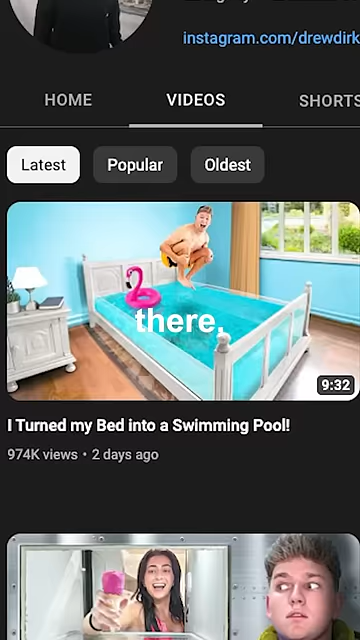 instagram.com/drewdirk
HOME VIDEOS SHORTS
Latest Popular Oldest
there,
9:32
I Turned my Bed into a Swimming Pool!
974K views • 2 days ago